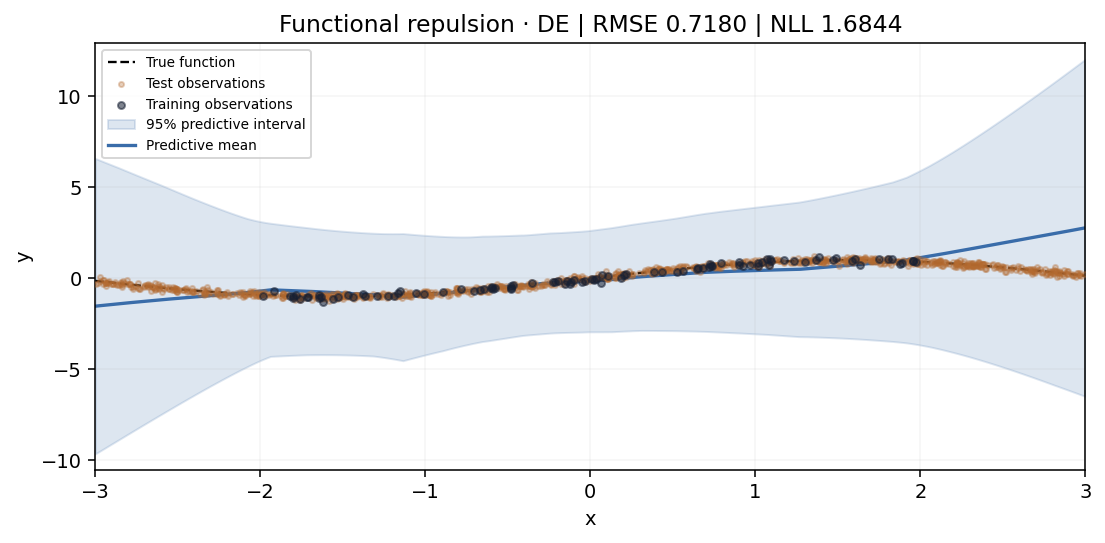 Functional repulsion · DE | RMSE 0.7180 | NLL 1.6844
True function
Test observations
Training observations
95% predictive interval
Predictive mean
10
5
0
−5
−10
y
−3
−2
−1
0
1
2
3
x